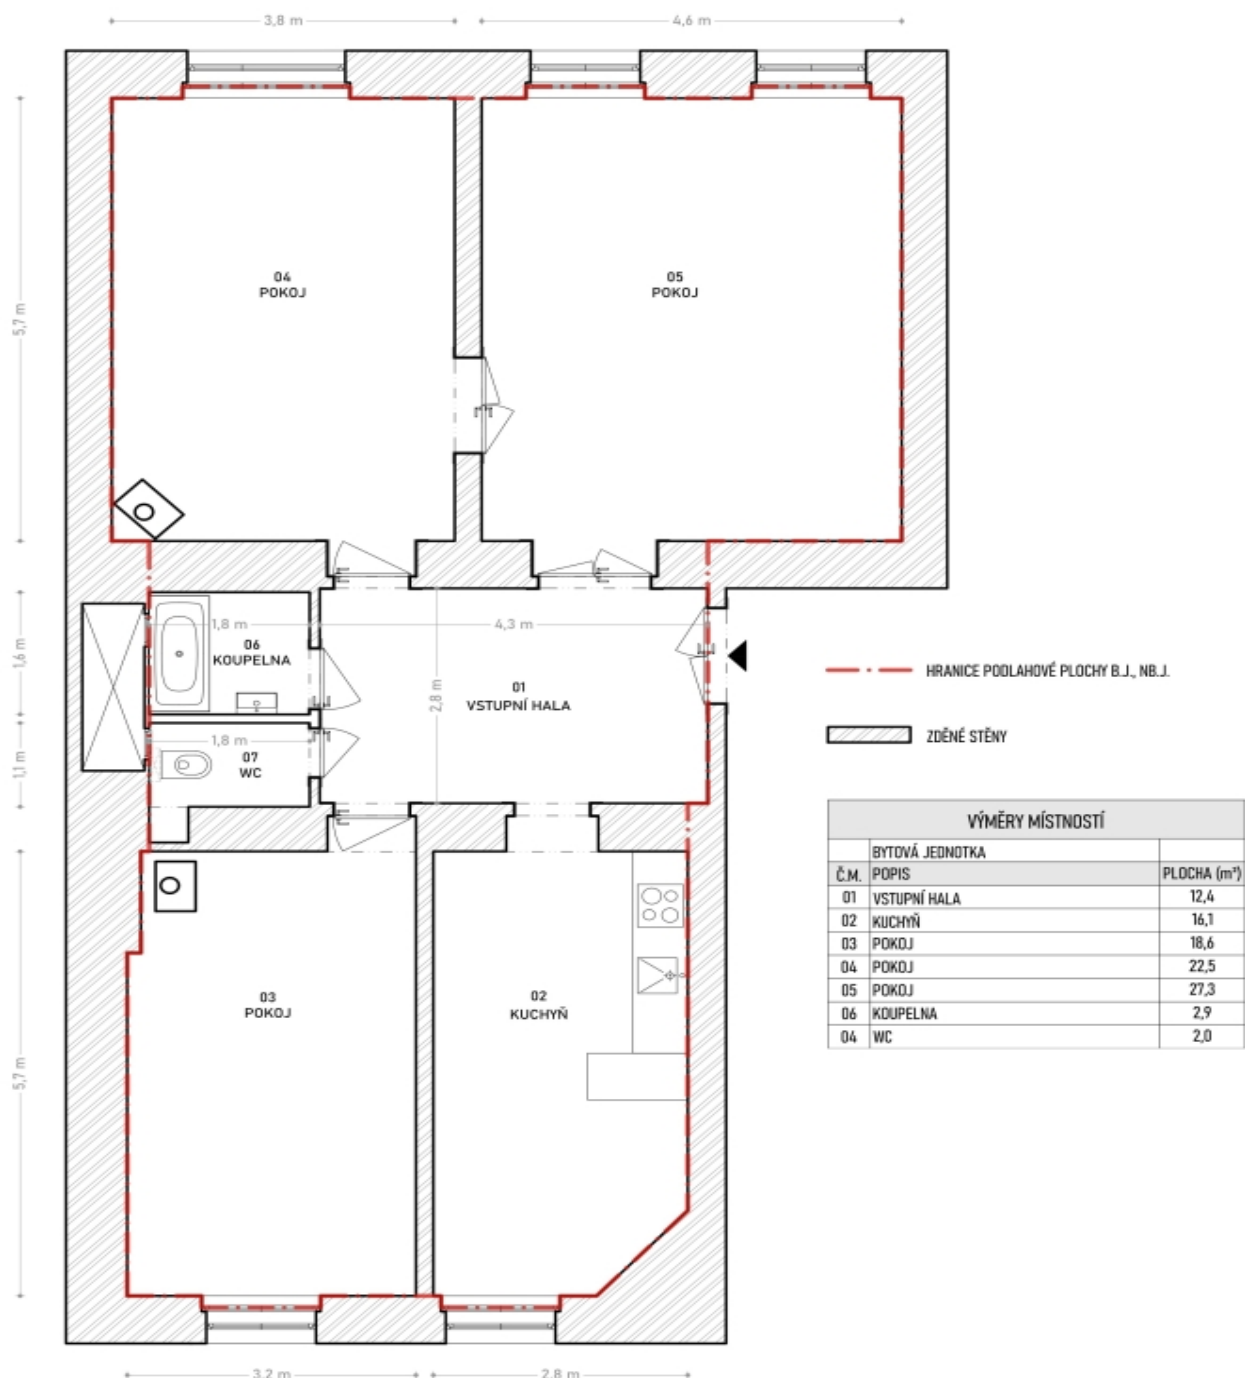 3,8 m
4,6 m
5,7 m
04
POKOJ
05
POKOJ
1,6 m
1,8 m
06
KOUPELNA
4,3 m
2,8 m
01
VSTUPNÍ HALA
1,1 m
1,8 m
07
WC
5,7 m
03
POKOJ
02
KUCHYŇ
3,2 m
2,8 m
HRANICE PODLAHOVÉ PLOCHY B.J., NB.J.
ZDĚNÉ STĚNY
VÝMĚRY MÍSTNOSTÍ
BYTOVÁ JEDNOTKA
Č.M. POPIS PLOCHA (m²)
01 VSTUPNÍ HALA 12,4
02 KUCHYŇ 16,1
03 POKOJ 18,6
04 POKOJ 22,5
05 POKOJ 27,3
06 KOUPELNA 2,9
04 WC 2,0